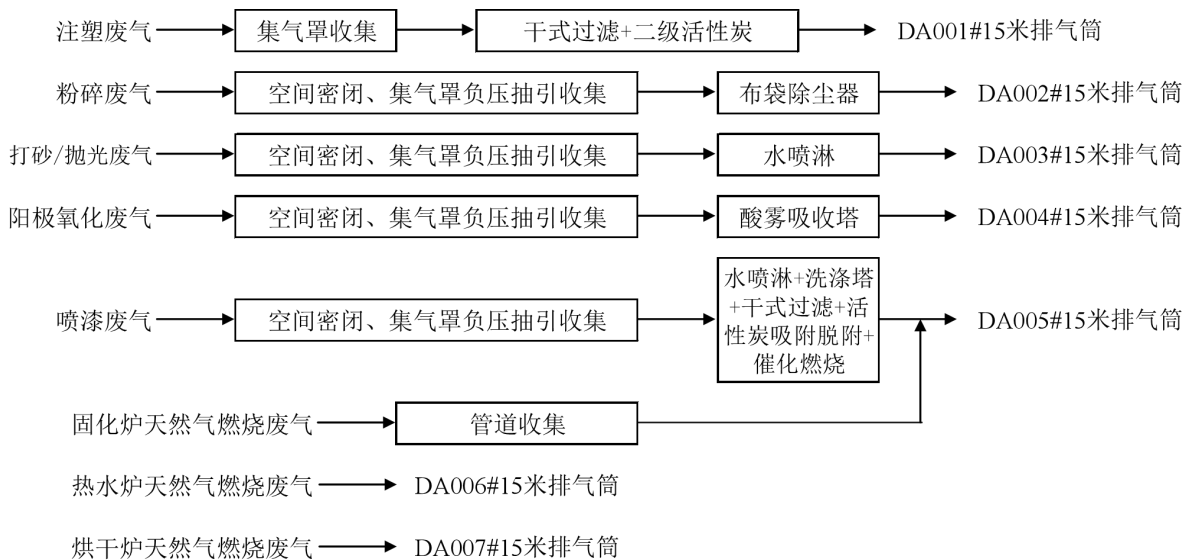 注塑废气
集气罩收集
干式过滤+二级活性炭
DA001#15米排气筒
粉碎废气
空间密闭、集气罩负压抽引收集
布袋除尘器
DA002#15米排气筒
打砂/抛光废气
空间密闭、集气罩负压抽引收集
水喷淋
DA003#15米排气筒
阳极氧化废气
空间密闭、集气罩负压抽引收集
酸雾吸收塔
DA004#15米排气筒
喷漆废气
空间密闭、集气罩负压抽引收集
水喷淋+洗涤塔
+干式过滤+活
性炭吸附脱附+
催化燃烧
DA005#15米排气筒
固化炉天然气燃烧废气
管道收集
热水炉天然气燃烧废气
DA006#15米排气筒
烘干炉天然气燃烧废气
DA007#15米排气筒